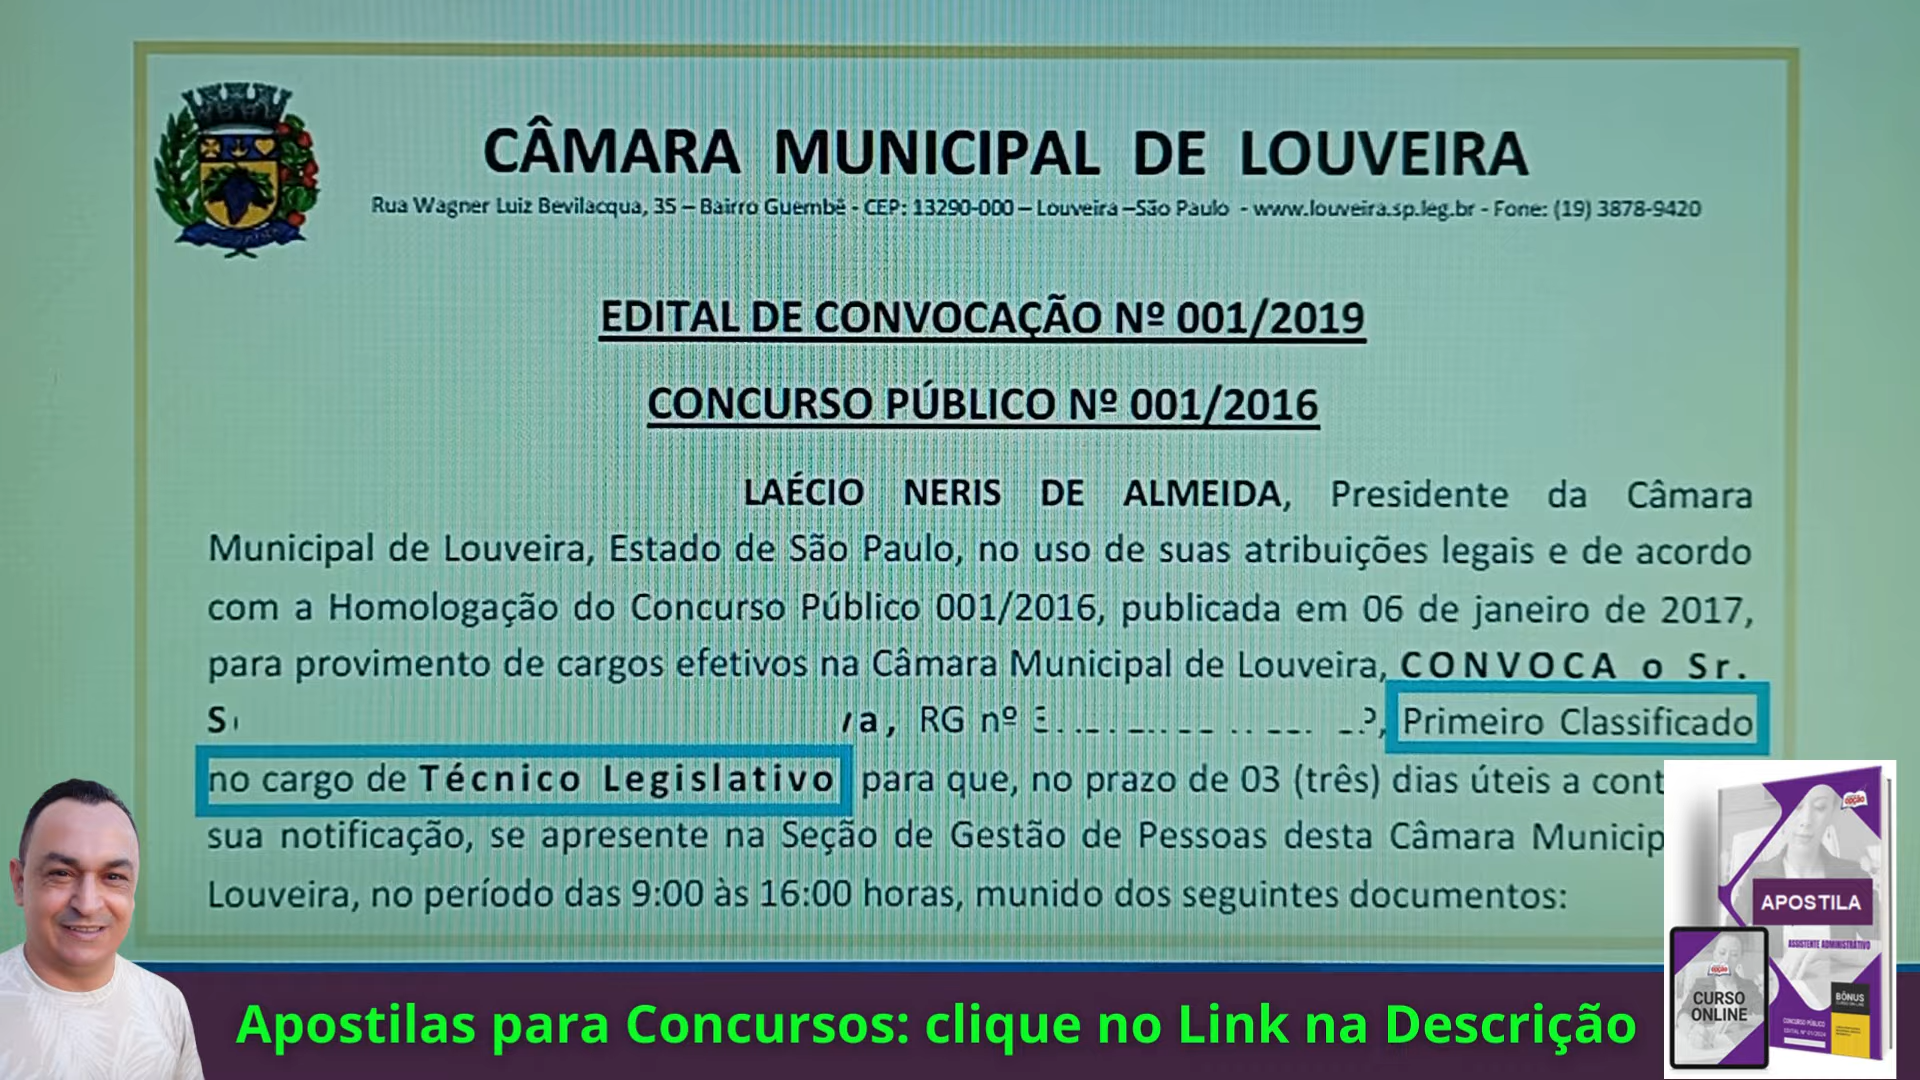 CÂMARA MUNICIPAL DE LOUVEIRA
Rua Wagner Luiz Bevilacqua, 35 – Bairro Guembê - CEP: 13290-000 – Louveira –São Paulo - www.louveira.sp.leg.br - Fone: (19) 3878-9420
EDITAL DE CONVOCAÇÃO Nº 001/2019
CONCURSO PÚBLICO Nº 001/2016
LAÉCIO NERIS DE ALMEIDA, Presidente da Câmara
Municipal de Louveira, Estado de São Paulo, no uso de suas atribuições legais e de acordo
com a Homologação do Concurso Público 001/2016, publicada em 06 de janeiro de 2017,
para provimento de cargos efetivos na Câmara Municipal de Louveira, CONVOCA o Sr.
RG nº Primeiro Classificado
no cargo de Técnico Legislativo para que, no prazo de 03 (três) dias úteis a cont
sua notificação, se apresente na Seção de Gestão de Pessoas desta Câmara Municip
Louveira, no período das 9:00 às 16:00 horas, munido dos seguintes documentos:
opção
APOSTILA
ASSISTENTE ADMINISTRATIVO
CURSO
ONLINE
BÔNUS
CONCURSO PÚBLICO
Apostilas para Concursos: clique no Link na Descrição